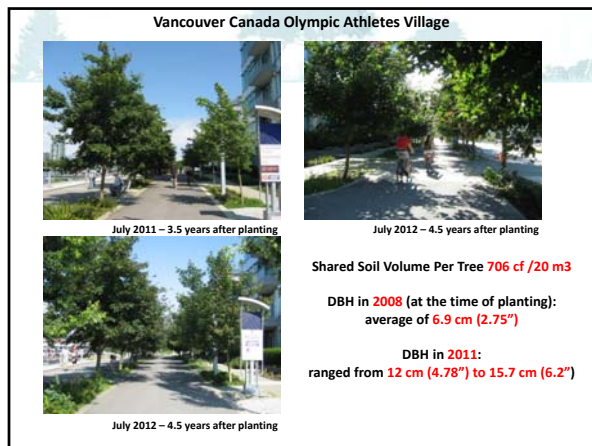 Vancouver Canada Olympic Athletes Village
July 2011 – 3.5 years after planting
July 2012 – 4.5 years after planting
July 2012 – 4.5 years after planting
Shared Soil Volume Per Tree 706 cf /20 m3
DBH in 2008 (at the time of planting):
average of 6.9 cm (2.75")
DBH in 2011:
ranged from 12 cm (4.78") to 15.7 cm (6.2")